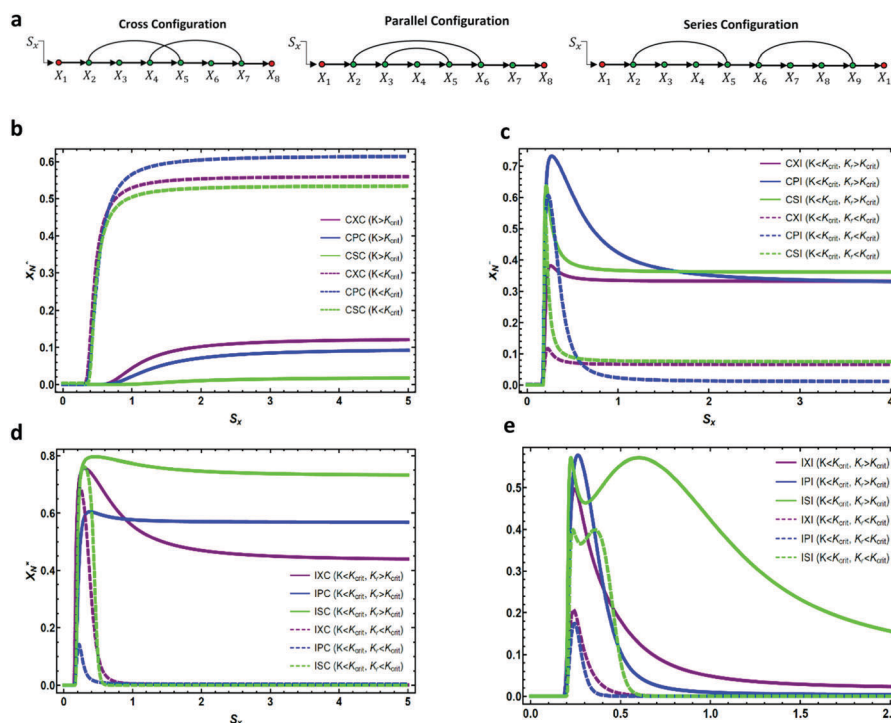 a
Cross Configuration
Parallel Configuration
Series Configuration
Sx
X1 X2 X3 X4 X5 X6 X7 X8
Sx
X1 X2 X3 X4 X5 X6 X7 X8
Sx
X1 X2 X3 X4 X5 X6 X7 X8 X9 X1
b
0.6
0.5
0.4
0.3
0.2
0.1
0.0
CXC (K>Kcrit)
CPC (K>Kcrit)
CSC (K>Kcrit)
CXC (K<Kcrit)
CPC (K<Kcrit)
CSC (K<Kcrit)
0 1 2 3 4 5
Sx
c
0.7
0.6
0.5
0.4
0.3
0.2
0.1
0.0
CXI (K<Kcrit, Kr>Kcrit)
CPI (K<Kcrit, Kr>Kcrit)
CSI (K<Kcrit, Kr>Kcrit)
CXI (K<Kcrit, Kr<Kcrit)
CPI (K<Kcrit, Kr<Kcrit)
CSI (K<Kcrit, Kr<Kcrit)
0 1 2 3 4
Sx
d
0.8
0.6
0.4
0.2
0.0
IXC (K<Kcrit, Kr>Kcrit)
IPC (K<Kcrit, Kr>Kcrit)
ISC (K<Kcrit, Kr>Kcrit)
IXC (K<Kcrit, Kr<Kcrit)
IPC (K<Kcrit, Kr<Kcrit)
ISC (K<Kcrit, Kr<Kcrit)
0 1 2 3 4 5
Sx
e
0.5
0.4
0.3
0.2
0.1
0.0
IXI (K<Kcrit, Kr>Kcrit)
IPI (K<Kcrit, Kr>Kcrit)
ISI (K<Kcrit, Kr>Kcrit)
IXI (K<Kcrit, Kr<Kcrit)
IPI (K<Kcrit, Kr<Kcrit)
ISI (K<Kcrit, Kr<Kcrit)
0.0 0.5 1.0 1.5 2.0